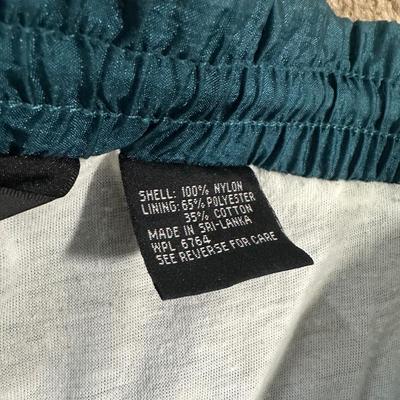 SHELL: 100% NYLON
LINING: 65% POLYESTER
35% COTTON
MADE IN SRI-LANKA
WPL 6764
SEE REVERSE FOR CARE